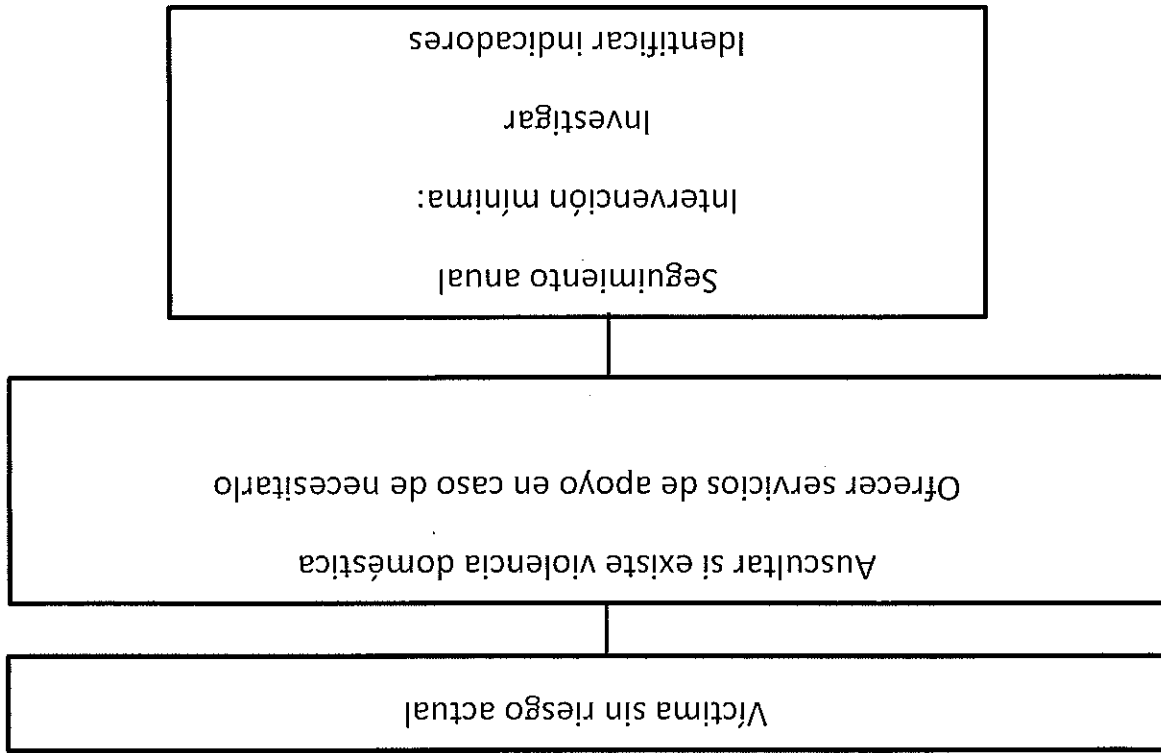 Víctima sin riesgo actual
Auscultar si existe violencia doméstica
Ofrecer servicios de apoyo en caso de necesitarlo
Seguimiento anual
Intervención mínima:
Investigar
Identificar indicadores